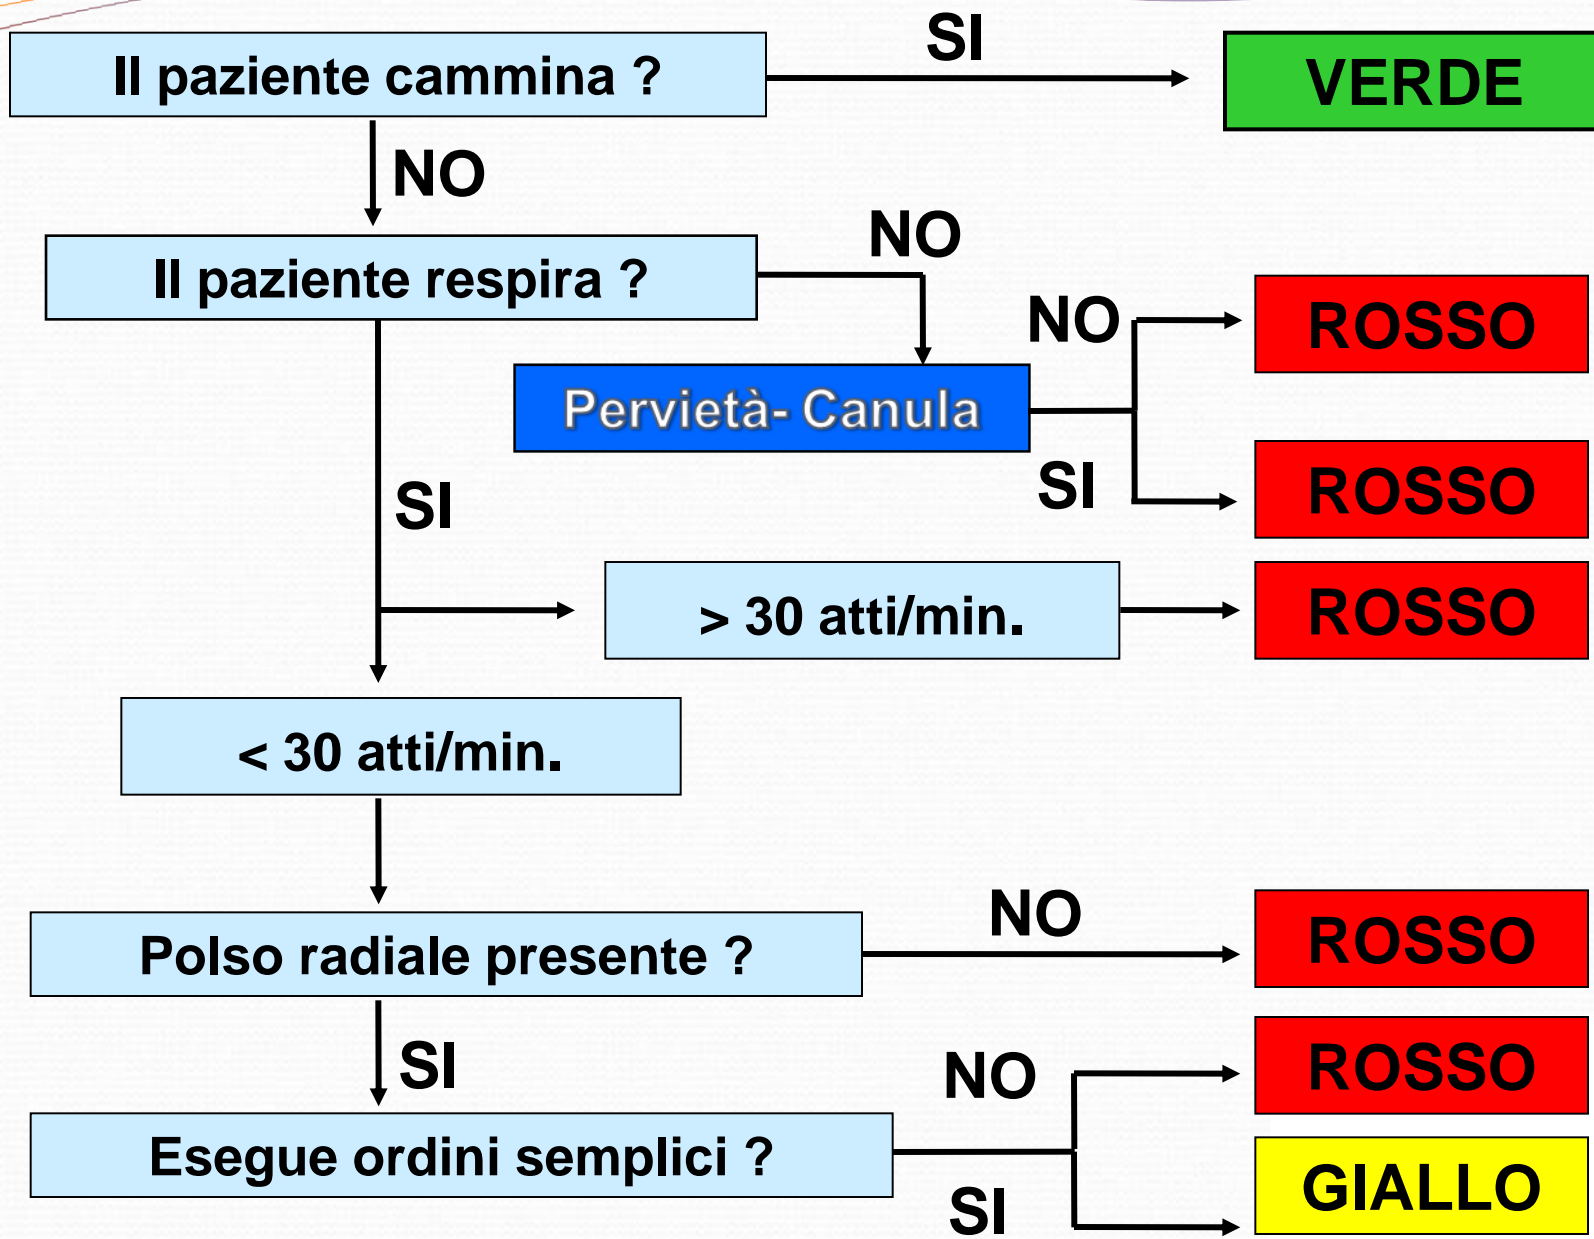 Il paziente cammina ?
SI
VERDE
NO
Il paziente respira ?
NO
Pervietà- Canula
NO
ROSSO
SI
ROSSO
SI
> 30 atti/min.
ROSSO
< 30 atti/min.
Polso radiale presente ?
NO
ROSSO
SI
Esegue ordini semplici ?
NO
ROSSO
SI
GIALLO